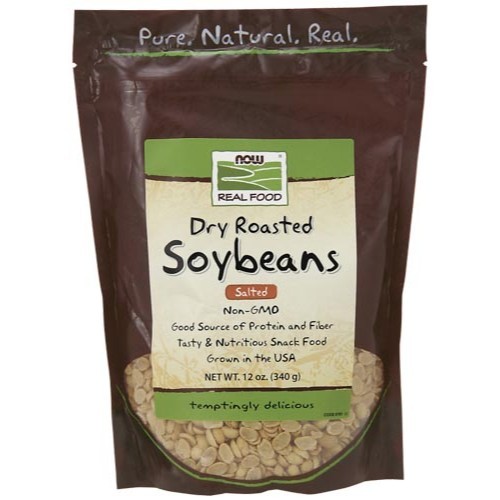 Pure. Natural. Real.
NOW
REAL FOOD
Dry Roasted
Soybeans
Salted
Non-GMO
Good Source of Protein and Fiber
Tasty & Nutritious Snack Food
Grown in the USA
NET WT. 12 oz. (340 g)
temptingly delicious